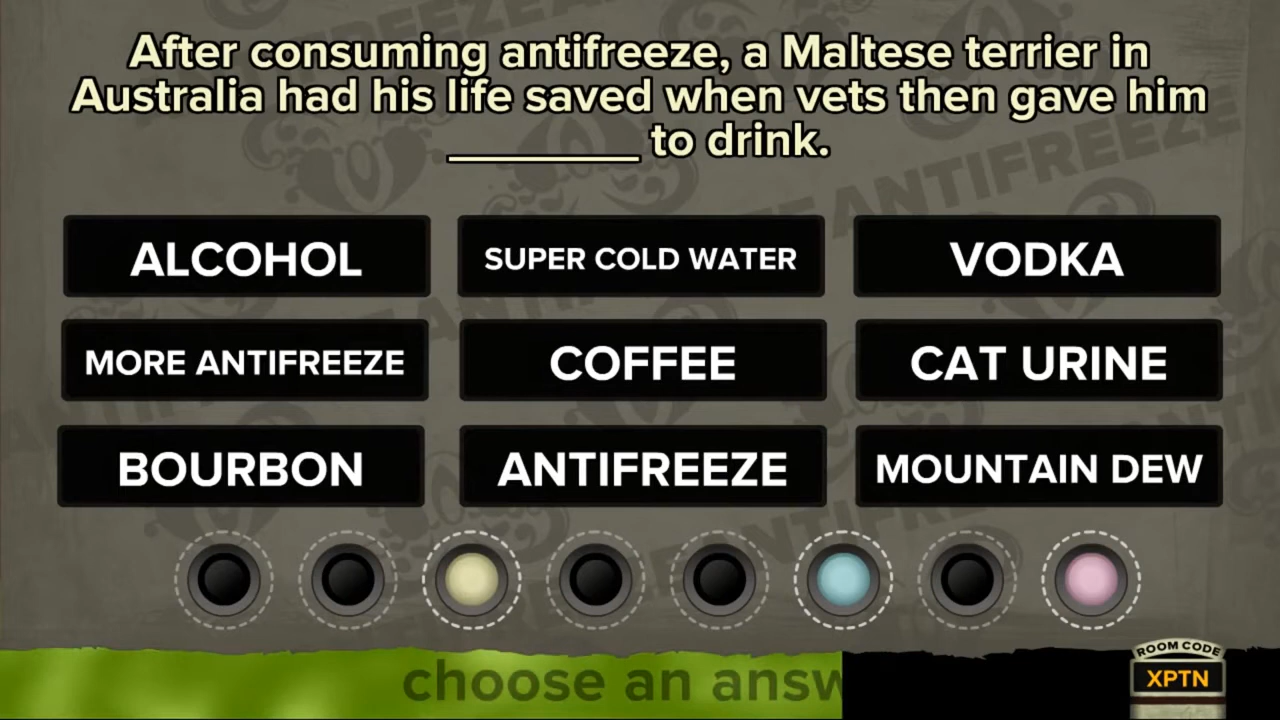 After consuming antifreeze, a Maltese terrier in
Australia had his life saved when vets then gave him
________ to drink.
ALCOHOL
SUPER COLD WATER
VODKA
MORE ANTIFREEZE
COFFEE
CAT URINE
BOURBON
ANTIFREEZE
MOUNTAIN DEW
choose an answ
ROOM CODE
XPTN